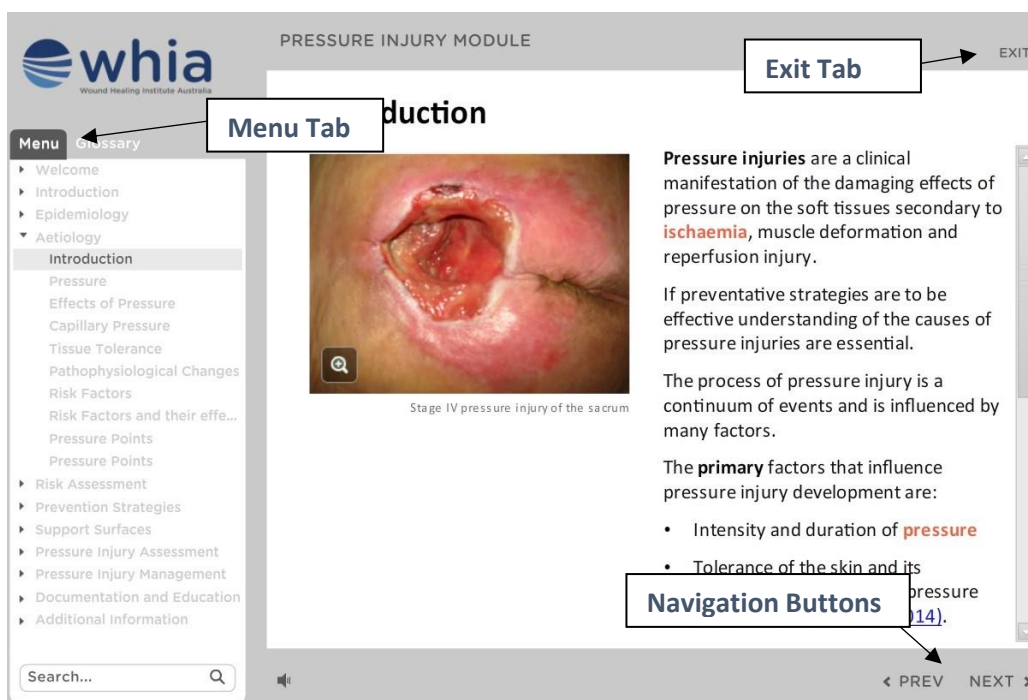 whia
Wound Healing Institute Australia
PRESSURE INJURY MODULE
Exit Tab
EXIT
Menu Tab
duction
Menu Glossary
Welcome
Introduction
Epidemiology
Aetiology
Introduction
Pressure
Effects of Pressure
Capillary Pressure
Tissue Tolerance
Pathophysiological Changes
Risk Factors
Risk Factors and their effe...
Pressure Points
Pressure Points
Risk Assessment
Prevention Strategies
Support Surfaces
Pressure Injury Assessment
Pressure Injury Management
Documentation and Education
Additional Information
Search...
Stage IV pressure injury of the sacrum
Pressure injuries are a clinical
manifestation of the damaging effects of
pressure on the soft tissues secondary to
ischaemia, muscle deformation and
reperfusion injury.
If preventative strategies are to be
effective understanding of the causes of
pressure injuries are essential.
The process of pressure injury is a
continuum of events and is influenced by
many factors.
The primary factors that influence
pressure injury development are:
• Intensity and duration of pressure
• Tolerance of the skin and its
pressure
14).
Navigation Buttons
< PREV NEXT >